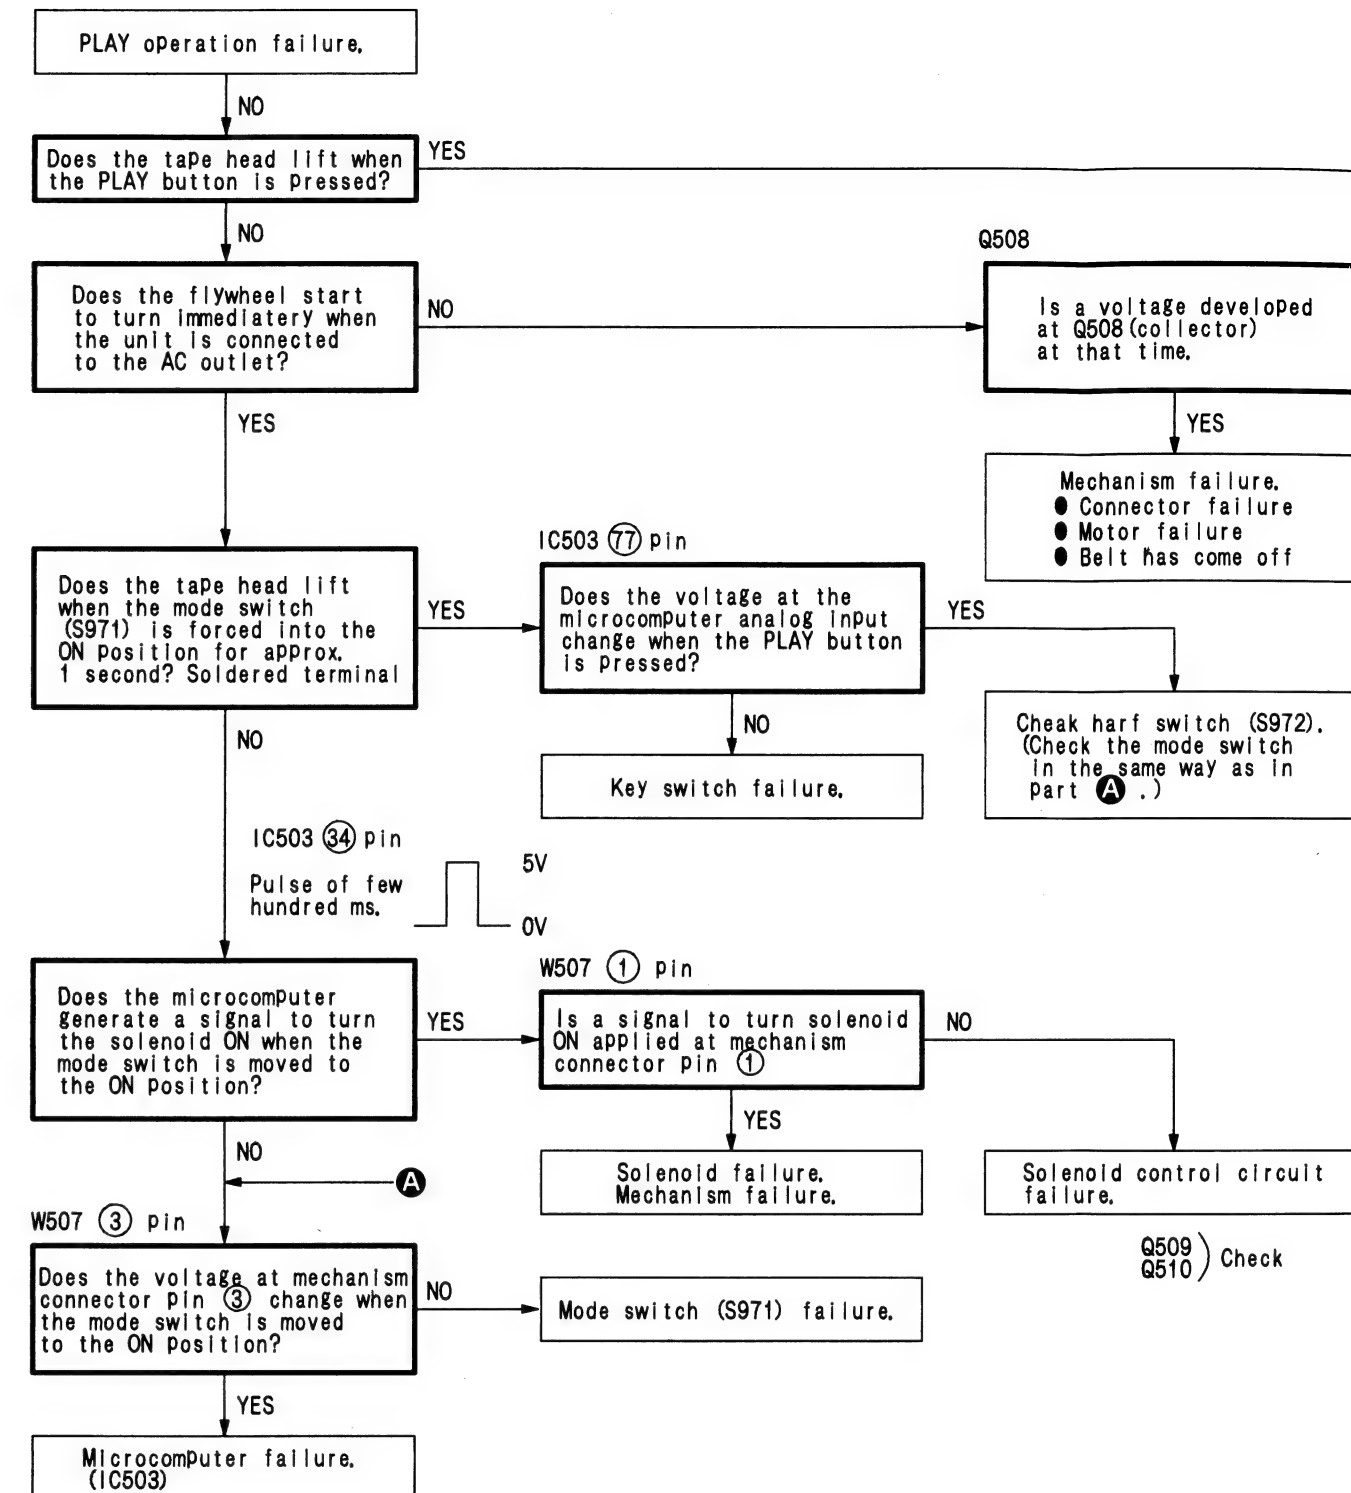 PLAY operation failure.
NO
Does the tape head lift when
the PLAY button is pressed?
YES
NO
Does the flywheel start
to turn immediatery when
the unit is connected
to the AC outlet?
NO
Q508
Is a voltage developed
at Q508(collector)
at that time.
YES
YES
Mechanism failure.
● Connector failure
● Motor failure
● Belt has come off
Does the tape head lift
when the mode switch
(S971) is forced into the
ON position for approx.
1 second? Soldered terminal
YES
IC503 77 pin
Does the voltage at the
microcomputer analog input
change when the PLAY button
is pressed?
YES
NO
Key switch failure.
Cheak harf switch (S972).
(Check the mode switch
in the same way as in
part A .)
NO
IC503 34 pin
Pulse of few
hundred ms.
5V
0V
Does the microcomputer
generate a signal to turn
the solenoid ON when the
mode switch is moved to
the ON position?
YES
W507 1 pin
Is a signal to turn solenoid
ON applied at mechanism
connector pin 1
NO
YES
Solenoid failure.
Mechanism failure.
Solenoid control circuit
failure.
Q509
Q510 ) Check
NO
A
W507 3 pin
Does the voltage at mechanism
connector pin 3 change when
the mode switch is moved
to the ON position?
NO
Mode switch (S971) failure.
YES
Microcomputer failure.
(IC503)